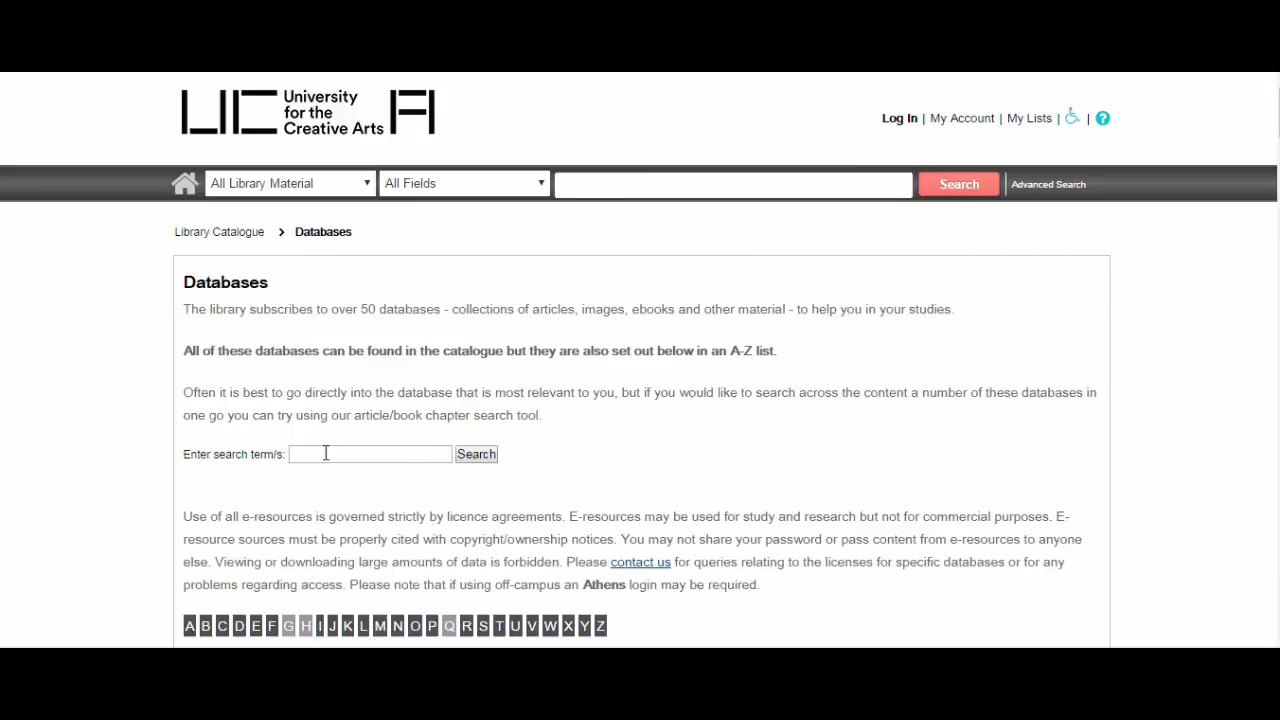 UCA
University
for the
Creative Arts
Log In | My Account | My Lists | | ?
All Library Material All Fields Search Advanced Search
Library Catalogue > Databases
Databases
The library subscribes to over 50 databases - collections of articles, images, ebooks and other material - to help you in your studies.
All of these databases can be found in the catalogue but they are also set out below in an A-Z list.
Often it is best to go directly into the database that is most relevant to you, but if you would like to search across the content a number of these databases in
one go you can try using our article/book chapter search tool.
Enter search term/s: Search
Use of all e-resources is governed strictly by licence agreements. E-resources may be used for study and research but not for commercial purposes. E-
resource sources must be properly cited with copyright/ownership notices. You may not share your password or pass content from e-resources to anyone
else. Viewing or downloading large amounts of data is forbidden. Please contact us for queries relating to the licenses for specific databases or for any
problems regarding access. Please note that if using off-campus an Athens login may be required.
A B C D E F G H I J K L M N O P Q R S T U V W X Y Z